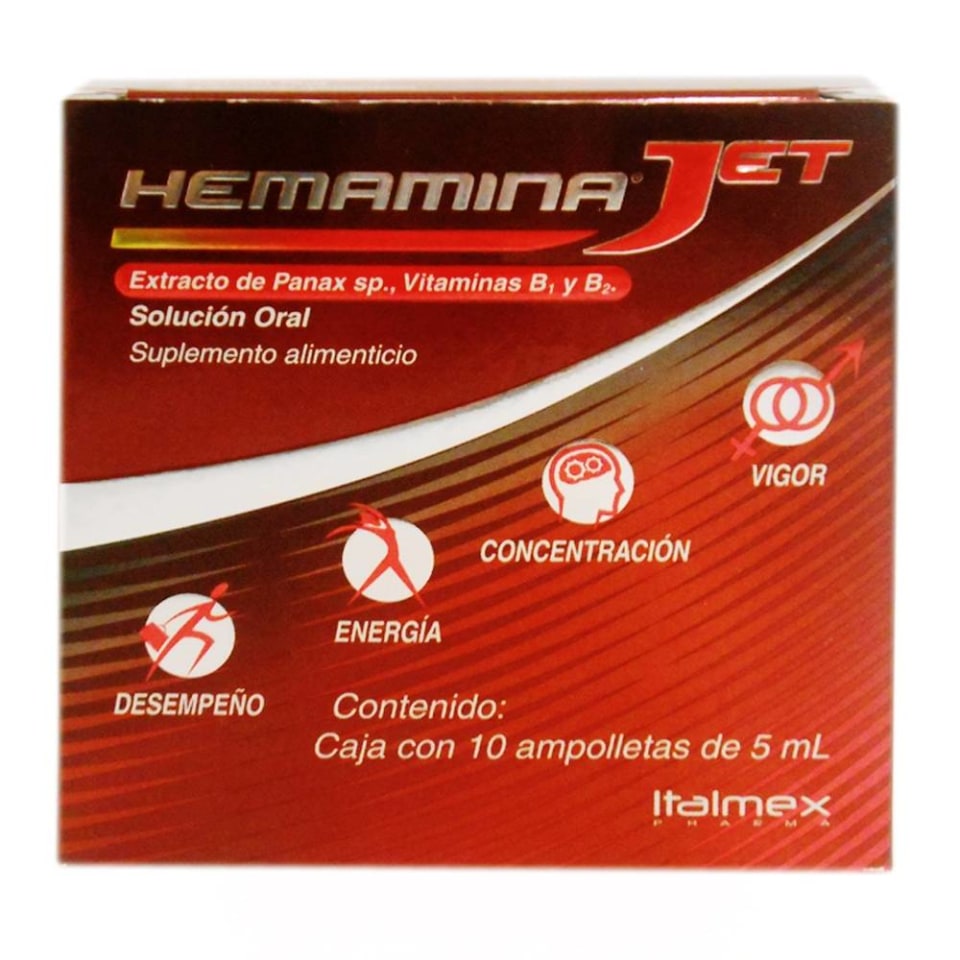 HEMAMINA® JET
Extracto de Panax sp., Vitaminas B₁ y B₂.
Solución Oral
Suplemento alimenticio
VIGOR
CONCENTRACIÓN
ENERGÍA
DESEMPEÑO
Contenido:
Caja con 10 ampolletas de 5 mL
Italmex
PHARMA